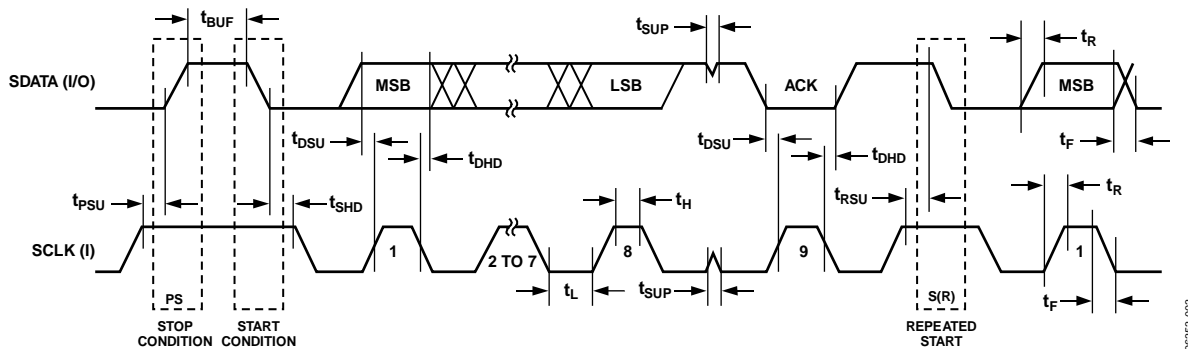 tBUF
tSUP
tR
SDATA (I/O)
MSB
LSB
ACK
MSB
tDSU
tDHD
tDSU
tDHD
tF
tPSU
tSHD
tH
tRSU
tR
SCLK (I)
1
2 TO 7
8
9
1
PS
tL
tSUP
S(R)
tF
STOP
CONDITION
START
CONDITION
REPEATED
START